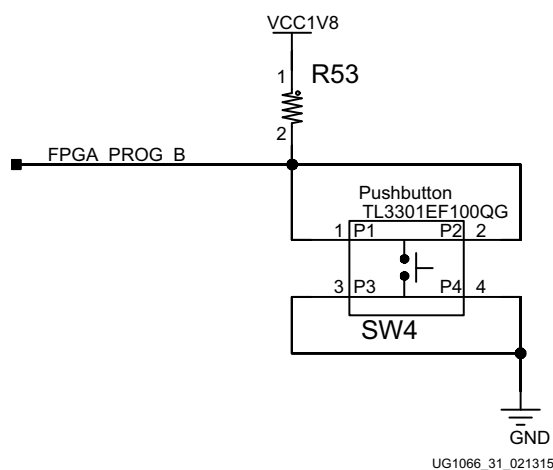 VCC1V8
1
R53
2
FPGA_PROG_B
Pushbutton
TL3301EF100QG
1 P1 P2 2
3 P3 P4 4
SW4
GND
UG1066_31_021315